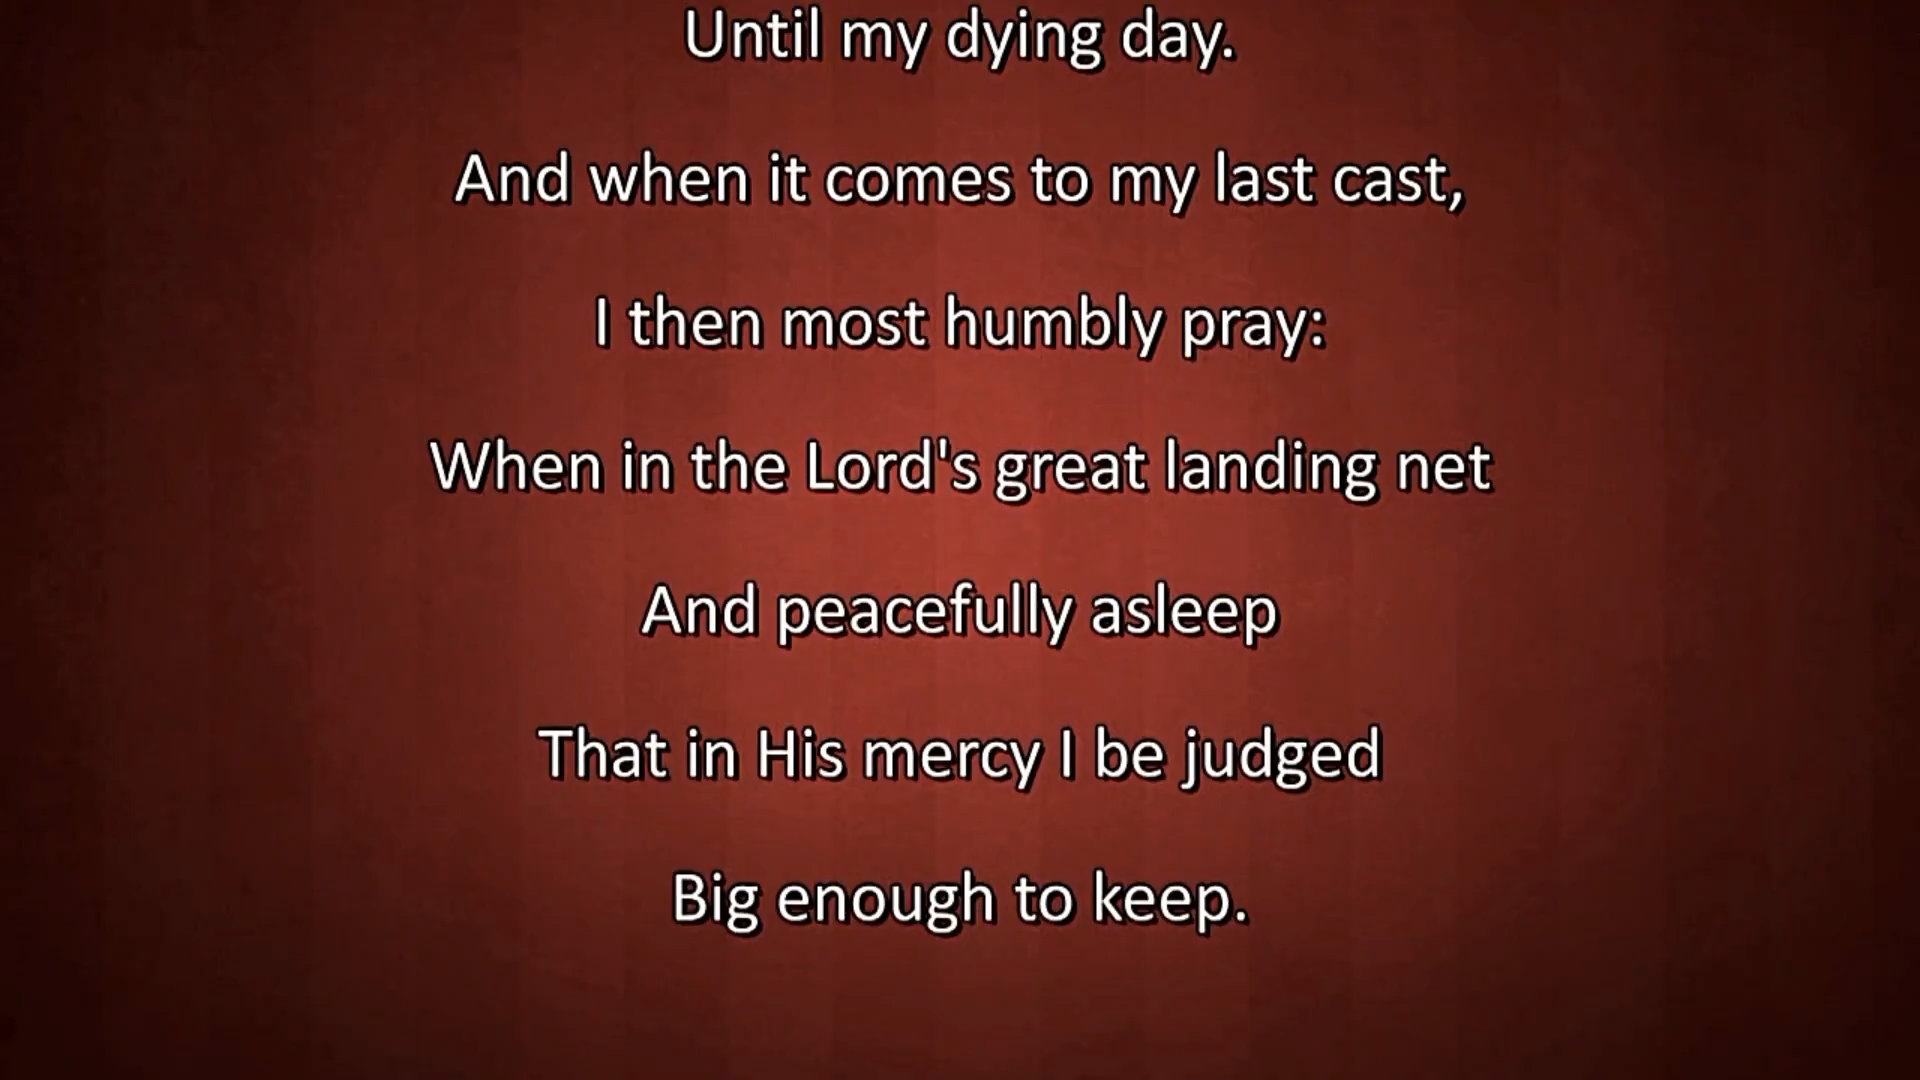 Until my dying day.
And when it comes to my last cast,
I then most humbly pray:
When in the Lord's great landing net
And peacefully asleep
That in His mercy I be judged
Big enough to keep.